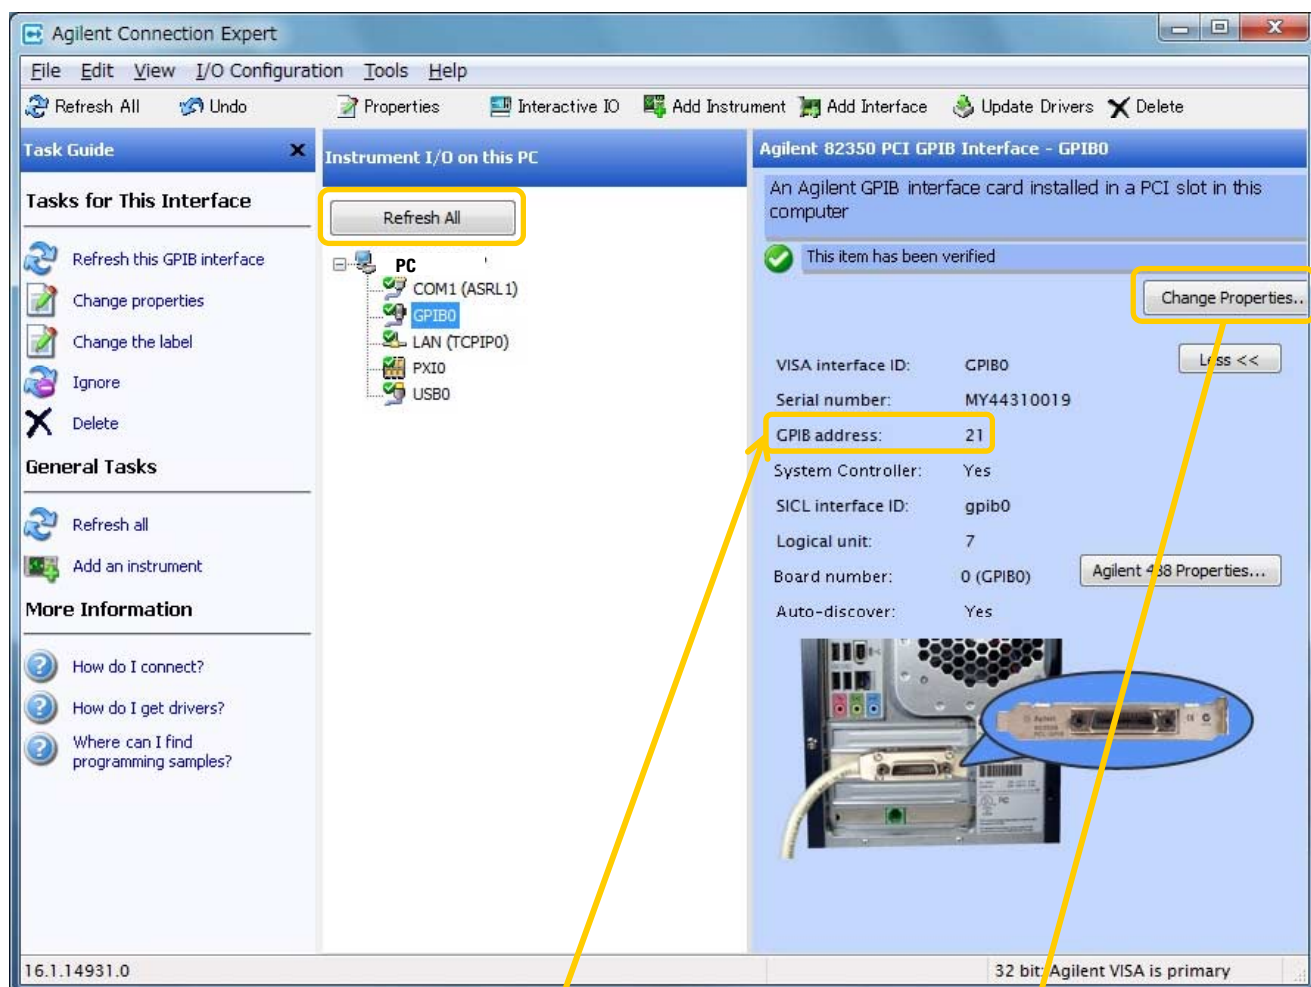 Agilent Connection Expert
File Edit View I/O Configuration Tools Help
Refresh All Undo Properties Interactive IO Add Instrument Add Interface Update Drivers Delete
Task Guide
Tasks for This Interface
Refresh this GPIB interface
Change properties
Change the label
Ignore
Delete
General Tasks
Refresh all
Add an instrument
More Information
How do I connect?
How do I get drivers?
Where can I find
programming samples?
Instrument I/O on this PC
Refresh All
PC
COM1 (ASRL1)
GPIB0
LAN (TCPIP0)
PXI0
USB0
Agilent 82350 PCI GPIB Interface - GPIB0
An Agilent GPIB interface card installed in a PCI slot in this
computer
This item has been verified
Change Properties..
Less <<
VISA interface ID: GPIB0
Serial number: MY44310019
GPIB address: 21
System Controller: Yes
SICL interface ID: gpib0
Logical unit: 7
Board number: 0 (GPIB0)
Agilent 488 Properties...
Auto-discover: Yes
Agilent
16.1.14931.0
32 bit: Agilent VISA is primary